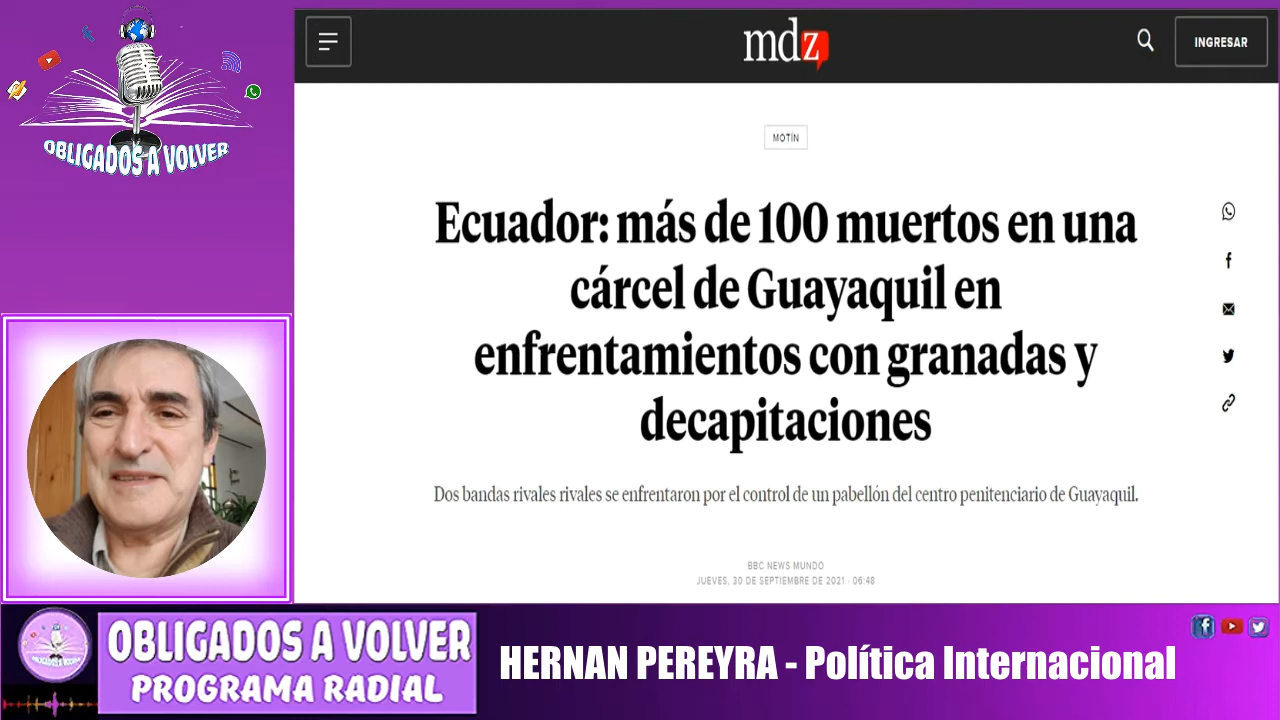 OBLIGADOS A VOLVER
mdz
INGRESAR
MOTÍN
Ecuador: más de 100 muertos en una
cárcel de Guayaquil en
enfrentamientos con granadas y
decapitaciones
Dos bandas rivales rivales se enfrentaron por el control de un pabellón del centro penitenciario de Guayaquil.
BBC NEWS MUNDO
JUEVES, 30 DE SEPTIEMBRE DE 2021 · 06:48
OBLIGADOS A VOLVER
PROGRAMA RADIAL
HERNAN PEREYRA - Política Internacional